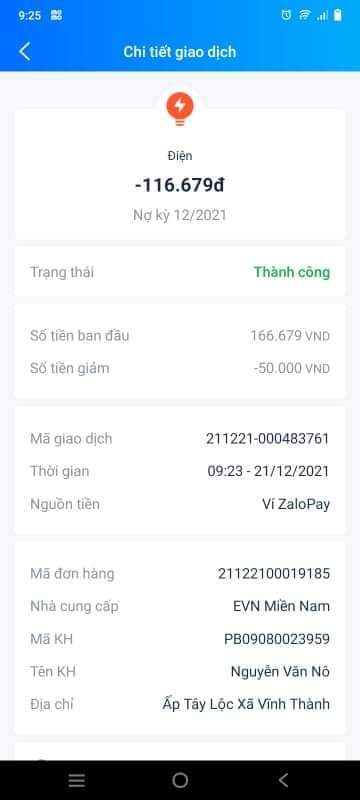 9:25
Chi tiết giao dịch
Điện
-116.679đ
Nợ kỳ 12/2021
Trạng thái Thành công
Số tiền ban đầu 166.679 VND
Số tiền giảm -50.000 VND
Mã giao dịch 211221-000483761
Thời gian 09:23 - 21/12/2021
Nguồn tiền Ví ZaloPay
Mã đơn hàng 21122100019185
Nhà cung cấp EVN Miền Nam
Mã KH PB09080023959
Tên KH Nguyễn Văn Nô
Địa chỉ Ấp Tây Lộc Xã Vĩnh Thành